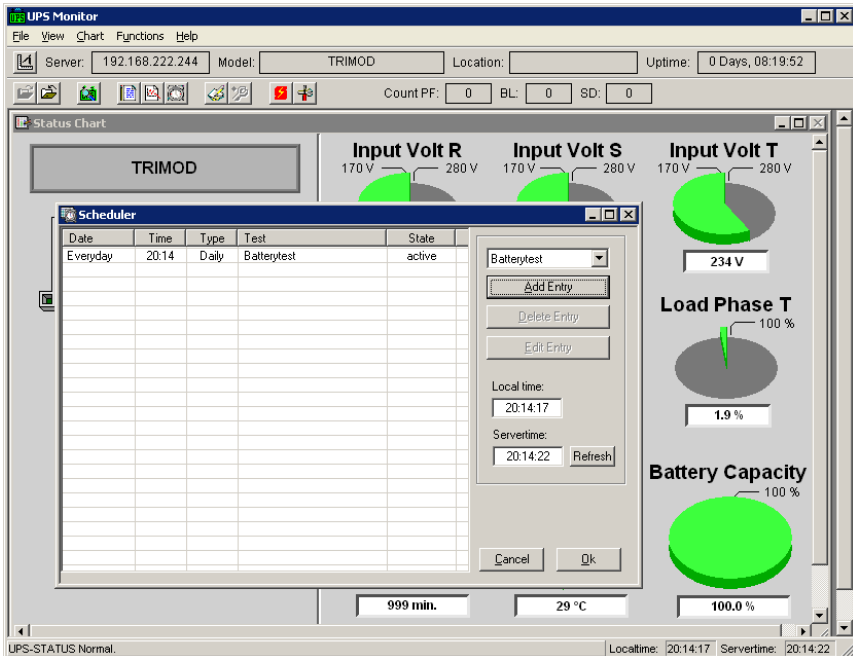 UPS Monitor
File View Chart Functions Help
Server: 192.168.222.244 Model: TRIMOD Location: Uptime: 0 Days, 08:19:52
Count PF: 0 BL: 0 SD: 0
Status Chart
TRIMOD
Input Volt R Input Volt S Input Volt T
170 V 280 V 170 V 280 V 170 V 280 V
Scheduler
Date Time Type Test State
Everyday 20:14 Daily Batterytest active
Batterytest
Add Entry
Delete Entry
Edit Entry
Local time:
20:14:17
Servertime:
20:14:22 Refresh
Cancel Ok
234 V
Load Phase T
100 %
1.9 %
Battery Capacity
100 %
999 min. 29 °C 100.0 %
UPS-STATUS Normal. Localtime: 20:14:17 Servertime: 20:14:22